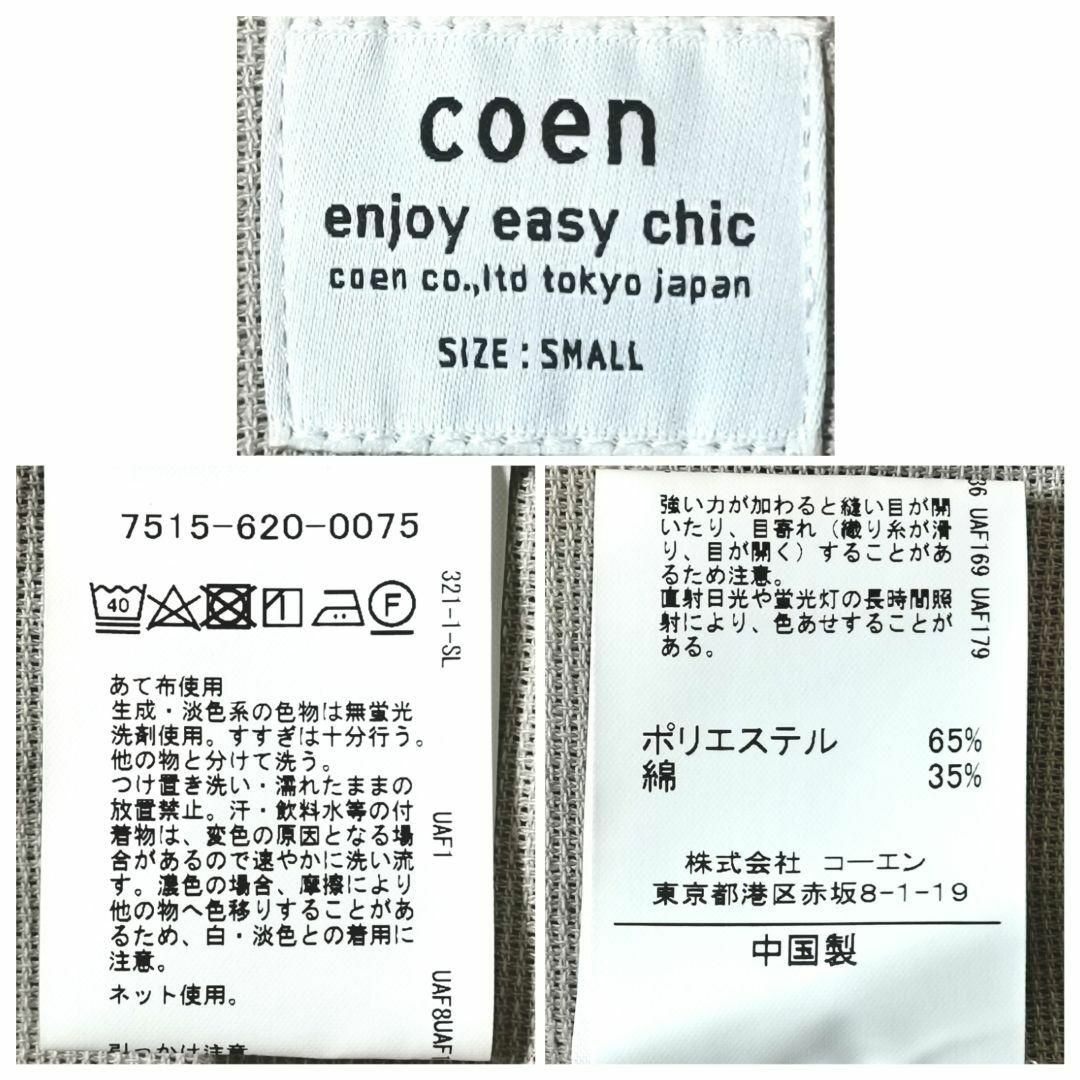 coen
enjoy easy chic
coen co.,ltd tokyo japan
SIZE : SMALL
7515-620-0075
40
F
321-1-SL
あて布使用
生成・淡色系の色物は無蛍光
洗剤使用。すすぎは十分行う。
他の物と分けて洗う。
つけ置き洗い・濡れたままの
放置禁止。汗・飲料水等の付
着物は、変色の原因となる場
合があるので速やかに洗い流
す。濃色の場合、摩擦により
他の物へ色移りすることがあ
るため、白・淡色との着用に
注意。
ネット使用。
引っかけ注意
UAF1
UAF8UAF1
強い力が加わると縫い目が開
いたり、目寄れ（織り糸が滑
り、目が開く）することがあ
るため注意。
直射日光や蛍光灯の長時間照
射により、色あせすることが
ある。
36 UAF169 UAF179
ポリエステル 65%
綿 35%
株式会社 コーエン
東京都港区赤坂8-1-19
中国製